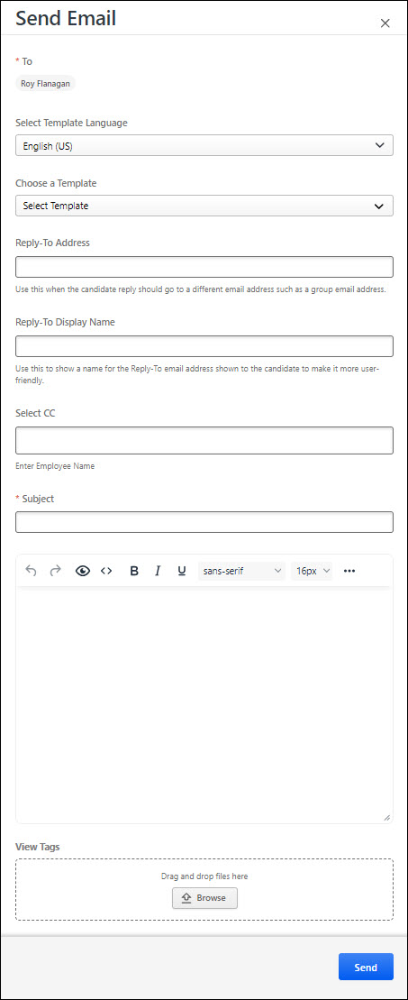 Send Email
* To
Roy Flanagan
Select Template Language
English (US)
Choose a Template
Select Template
Reply-To Address
Use this when the candidate reply should go to a different email address such as a group email address.
Reply-To Display Name
Use this to show a name for the Reply-To email address shown to the candidate to make it more user-
friendly.
Select CC
Enter Employee Name
* Subject
B I U sans-serif 16px
View Tags
Drag and drop files here
Browse
Send